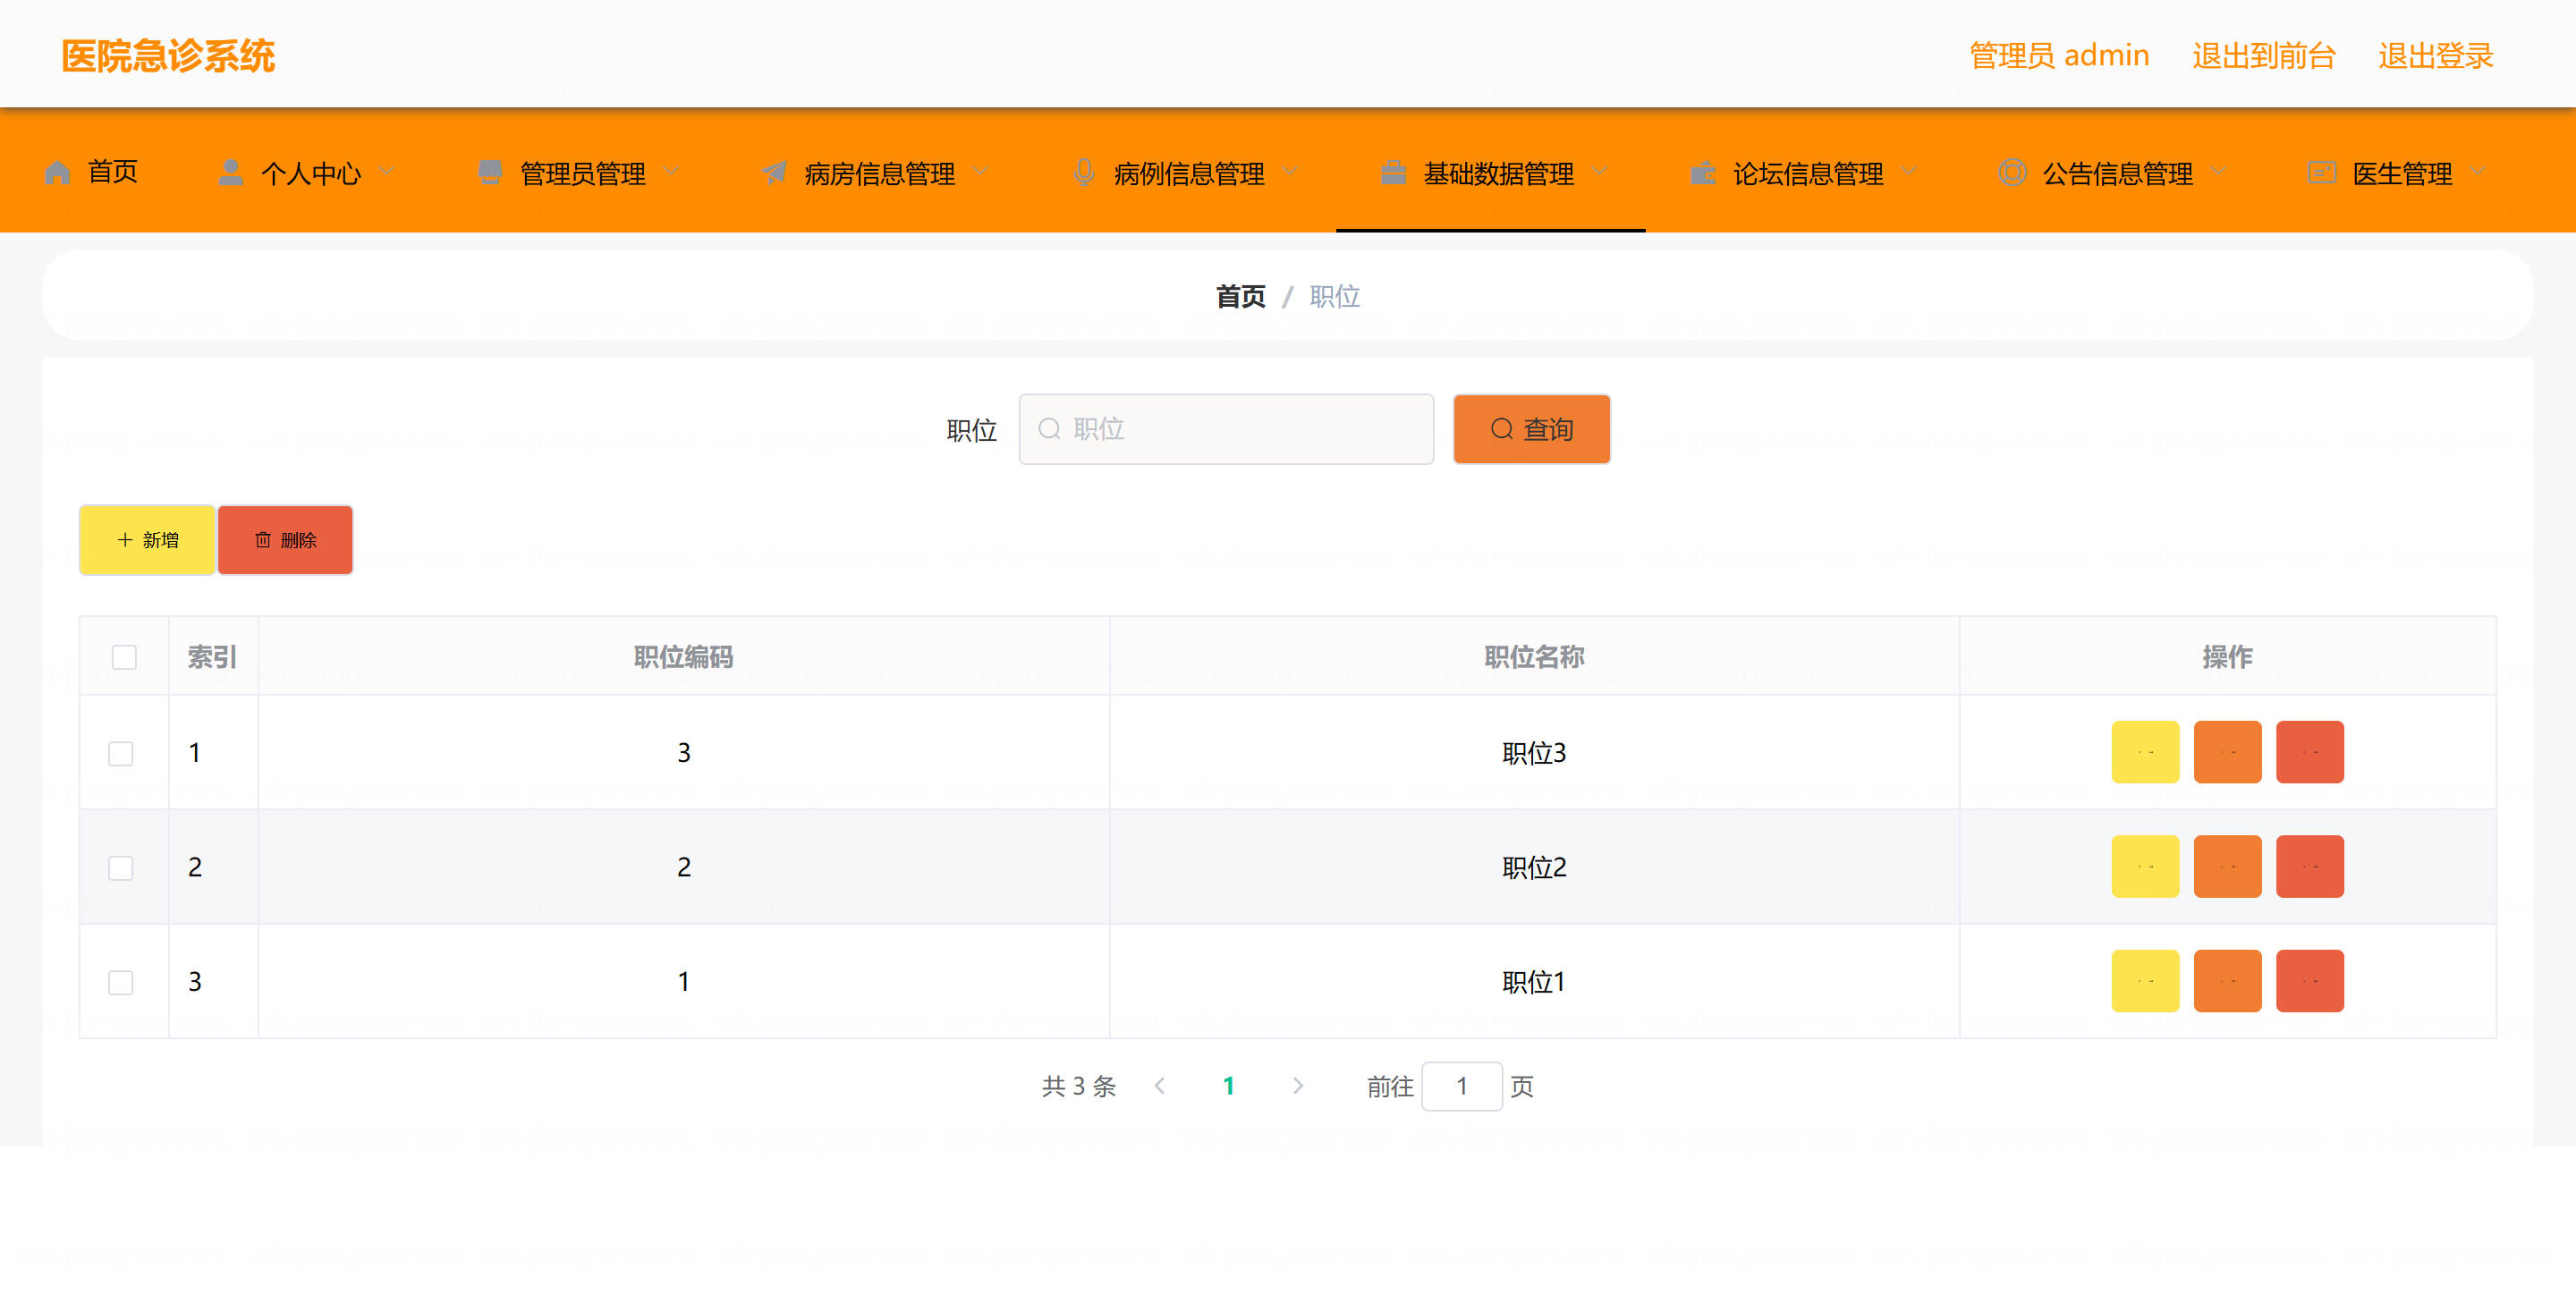 医院急诊系统
管理员 admin 退出到前台 退出登录
首页 个人中心 管理员管理 病房信息管理 病例信息管理 基础数据管理 论坛信息管理 公告信息管理 医生管理
首页 / 职位
职位 职位 查询
新增 删除
索引 职位编码 职位名称 操作
1 3 职位3
2 2 职位2
3 1 职位1
共 3 条 1 前往 1 页